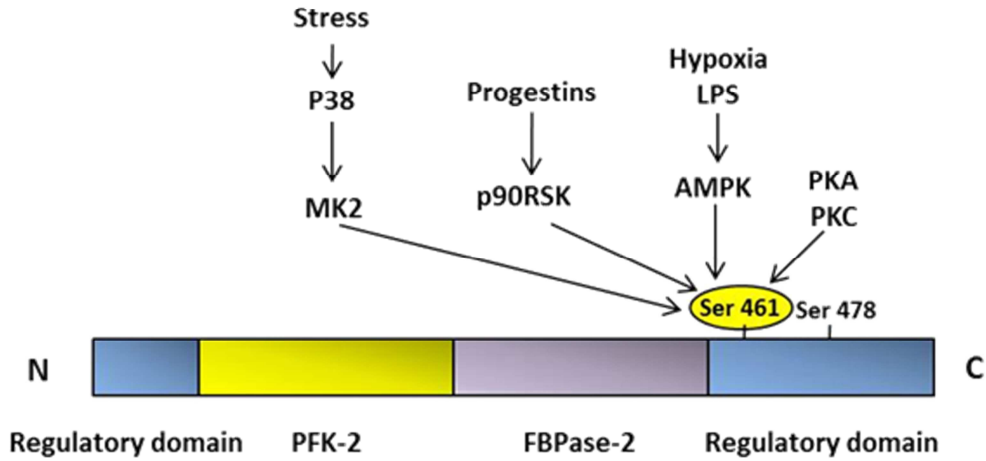 Stress
P38
MK2
Progestins
p90RSK
Hypoxia
LPS
AMPK
PKA
PKC
Ser 461
Ser 478
N
C
Regulatory domain
PFK-2
FBPase-2
Regulatory domain